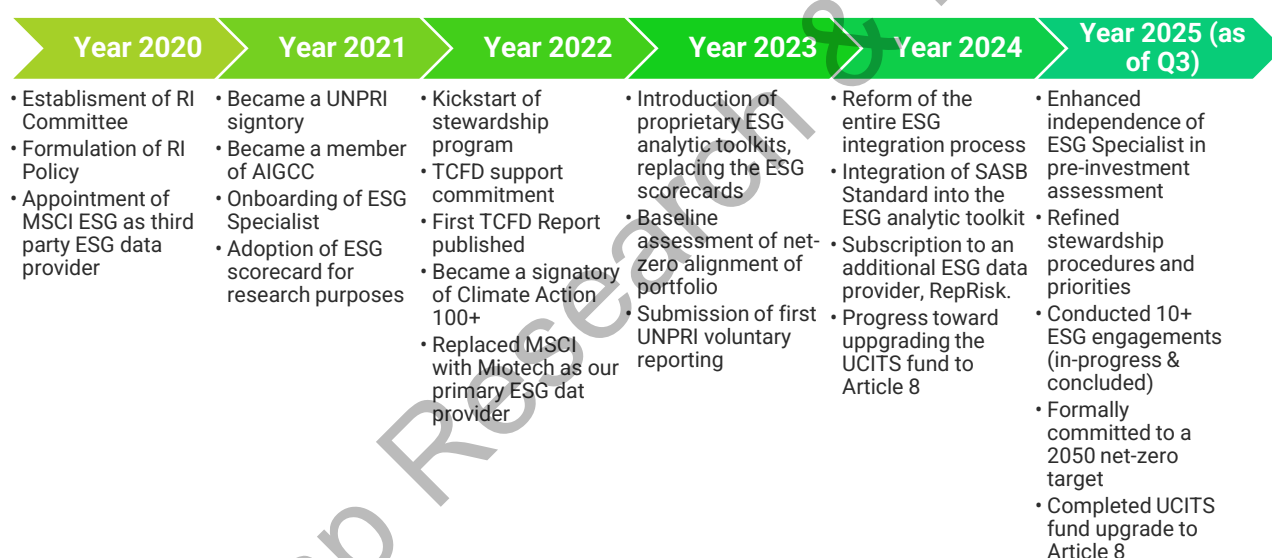 Year 2020
Year 2021
Year 2022
Year 2023
Year 2024
Year 2025 (as
of Q3)
• Establisment of RI
Committee
• Formulation of RI
Policy
• Appointment of
MSCI ESG as third
party ESG data
provider
• Became a UNPRI
signtory
• Became a member
of AIGCC
• Onboarding of ESG
Specialist
• Adoption of ESG
scorecard for
research purposes
• Kickstart of
stewardship
program
• TCFD support
commitment
• First TCFD Report
published
• Became a signatory
of Climate Action
100+
• Replaced MSCI
with Miotech as our
primary ESG dat
provider
• Introduction of
proprietary ESG
analytic toolkits,
replacing the ESG
scorecards
• Baseline
assessment of net-
zero alignment of
portfolio
• Submission of first
UNPRI voluntary
reporting
• Reform of the
entire ESG
integration process
• Integration of SASB
Standard into the
ESG analytic toolkit
• Subscription to an
additional ESG data
provider, RepRisk.
• Progress toward
uppgrading the
UCITS fund to
Article 8
• Enhanced
independence of
ESG Specialist in
pre-investment
assessment
• Refined
stewardship
procedures and
priorities
• Conducted 10+
ESG engagements
(in-progress &
concluded)
• Formally
committed to a
2050 net-zero
target
• Completed UCITS
fund upgrade to
Article 8
Research &